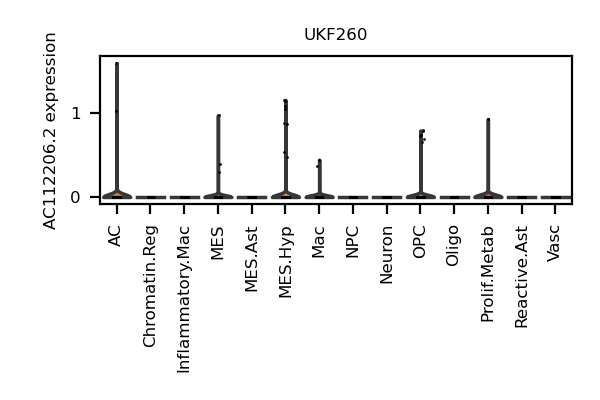 UKF260
AC112206.2 expression
1
0
AC
Chromatin.Reg
Inflammatory.Mac
MES
MES.Ast
MES.Hyp
Mac
NPC
Neuron
OPC
Oligo
Prolif.Metab
Reactive.Ast
Vasc